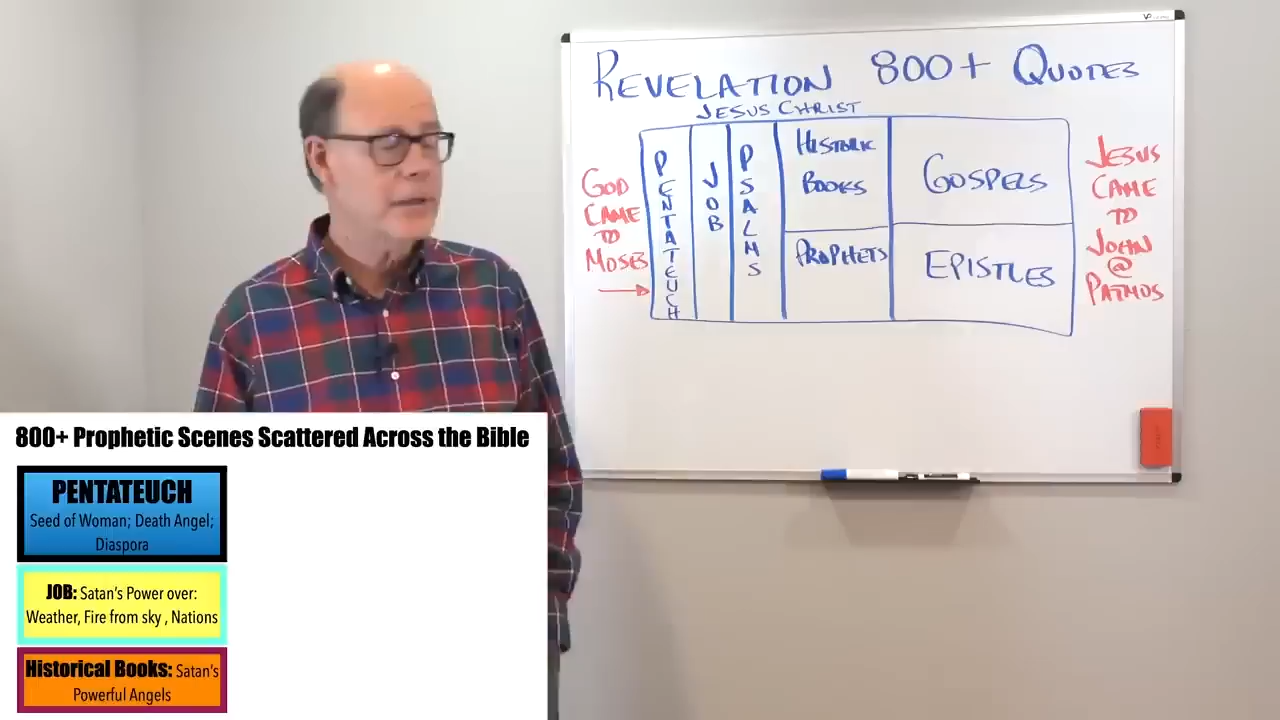 REVELATION 800+ QUOTES
JESUS CHRIST
GOD
CAME
TO
MOSES
PENTATEUCH
JOB
PSALMS
HISTORIC
BOOKS
PROPHETS
GOSPELS
EPISTLES
JESUS
CAME
TO
JOHN
@
PATMOS
800+ Prophetic Scenes Scattered Across the Bible
PENTATEUCH
Seed of Woman; Death Angel;
Diaspora
JOB: Satan's Power over:
Weather, Fire from sky , Nations
Historical Books: Satan's
Powerful Angels